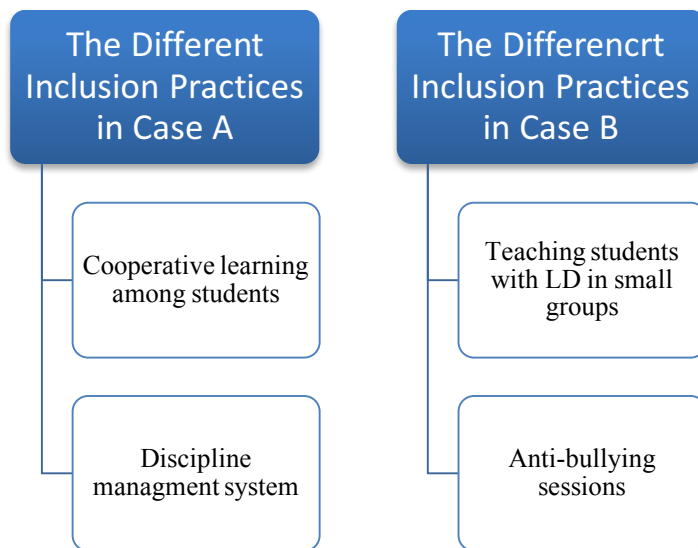 The Different
Inclusion Practices
in Case A
Cooperative learning
among students
Discipline
managment system
The Differencrt
Inclusion Practices
in Case B
Teaching students
with LD in small
groups
Anti-bullying
sessions